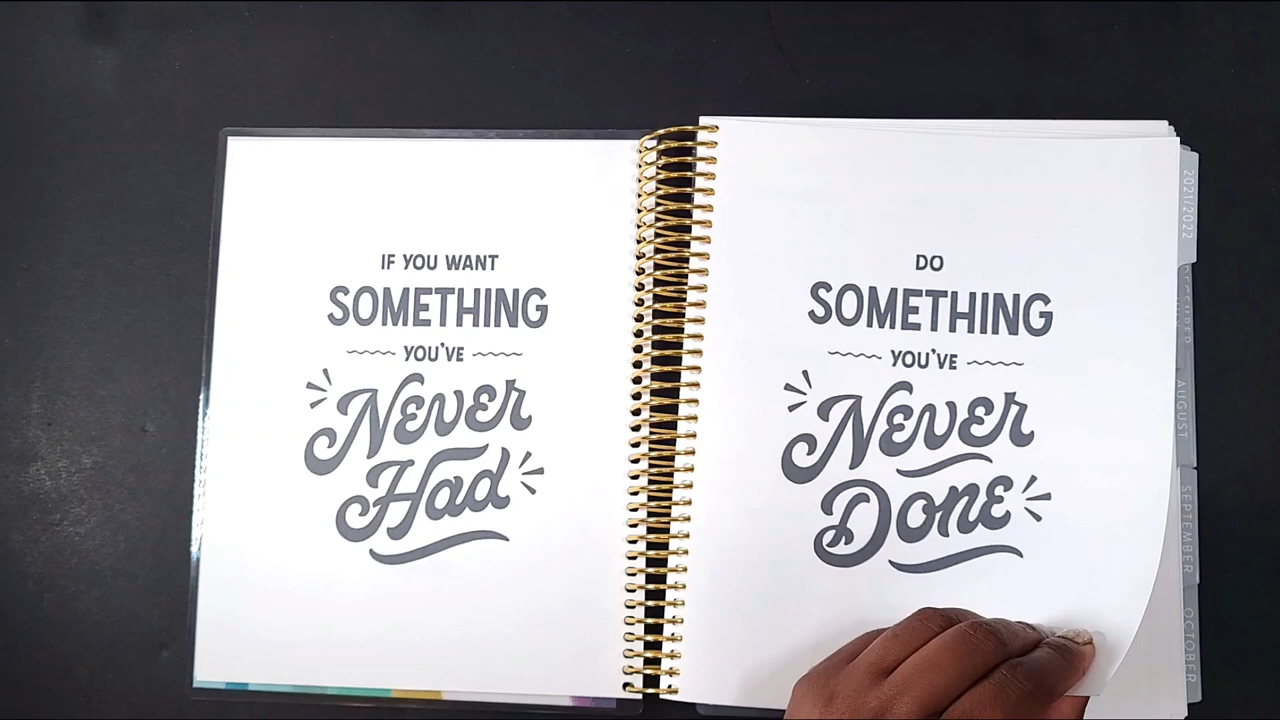 IF YOU WANT
SOMETHING
YOU'VE
Never
Had
DO
SOMETHING
YOU'VE
Never
Done
2021/2022
DECEMBER
AUGUST
SEPTEMBER
OCTOBER